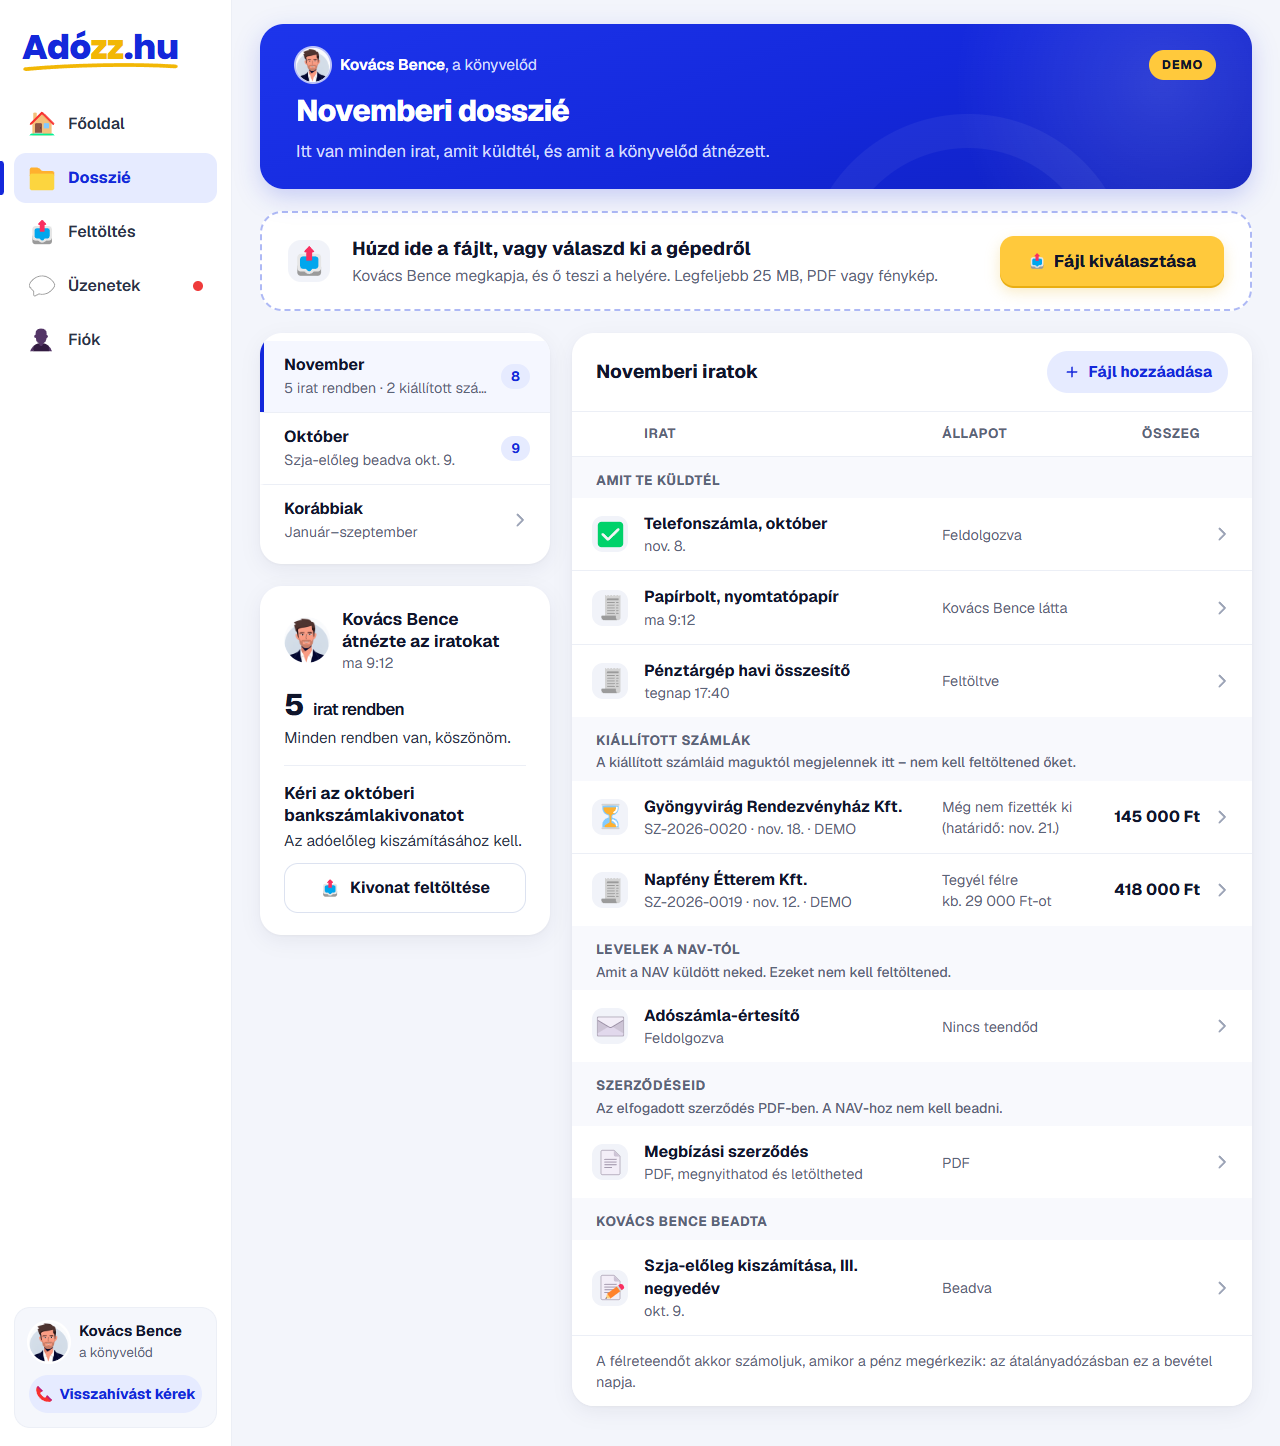 Adózz.hu
Főoldal
Dosszié
Feltöltés
Üzenetek
Fiók
Kovács Bence
a könyvelőd
Visszahívást kérek
Kovács Bence, a könyvelőd
DEMO
Novemberi dosszié
Itt van minden irat, amit küldtél, és amit a könyvelőd átnézett.
Húzd ide a fájlt, vagy válaszd ki a gépedről
Kovács Bence megkapja, és ő teszi a helyére. Legfeljebb 25 MB, PDF vagy fénykép.
Fájl kiválasztása
November
5 irat rendben · 2 kiállított szá...
8
Október
Szja-előleg beadva okt. 9.
9
Korábbiak
Január–szeptember
Kovács Bence
átnézte az iratokat
ma 9:12
5 irat rendben
Minden rendben van, köszönöm.
Kéri az októberi
bankszámlakivonatot
Az adóelőleg kiszámításához kell.
Kivonat feltöltése
Novemberi iratok
+ Fájl hozzáadása
IRAT ÁLLAPOT ÖSSZEG
AMIT TE KÜLDTÉL
Telefonszámla, október
nov. 8.
Feldolgozva
Papírbolt, nyomtatópapír
ma 9:12
Kovács Bence látta
Pénztárgép havi összesítő
tegnap 17:40
Feltöltve
KIÁLLÍTOTT SZÁMLÁK
A kiállított számláid maguktól megjelennek itt – nem kell feltöltened őket.
Gyöngyvirág Rendezvényház Kft.
SZ-2026-0020 · nov. 18. · DEMO
Még nem fizették ki
(határidő: nov. 21.)
145 000 Ft
Napfény Étterem Kft.
SZ-2026-0019 · nov. 12. · DEMO
Tegyél félre
kb. 29 000 Ft-ot
418 000 Ft
LEVELEK A NAV-TÓL
Amit a NAV küldött neked. Ezeket nem kell feltöltened.
Adószámla-értesítő
Feldolgozva
Nincs teendőd
SZERZŐDÉSEID
Az elfogadott szerződés PDF-ben. A NAV-hoz nem kell beadni.
Megbízási szerződés
PDF, megnyithatod és letöltheted
PDF
KOVÁCS BENCE BEADTA
Szja-előleg kiszámítása, III.
negyedév
okt. 9.
Beadva
A félreteendőt akkor számoljuk, amikor a pénz megérkezik: az átalányadózásban ez a bevétel
napja.